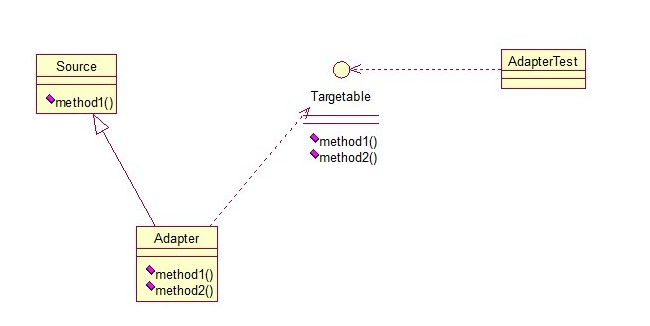 Source
method1()
Targetable
method1()
method2()
AdapterTest
Adapter
method1()
method2()